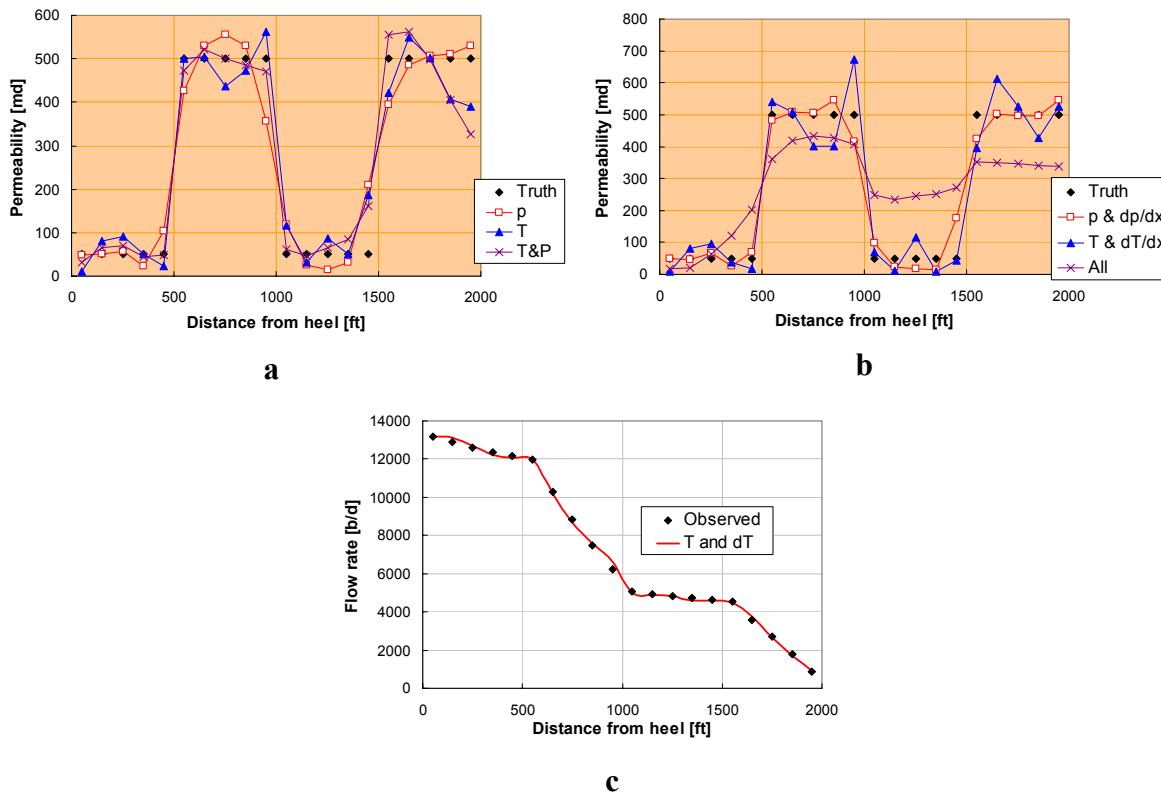 600
500
400
300
200
100
0
Permeability [md]
0 500 1000 1500 2000
Distance from heel [ft]
Truth
p
T
T&P
a
800
700
600
500
400
300
200
100
0
Permeability [md]
0 500 1000 1500 2000
Distance from heel [ft]
Truth
p & dp/dx
T & dT/dx
All
b
14000
12000
10000
8000
6000
4000
2000
0
Flow rate [b/d]
0 500 1000 1500 2000
Distance from heel [ft]
Observed
T and dT
c